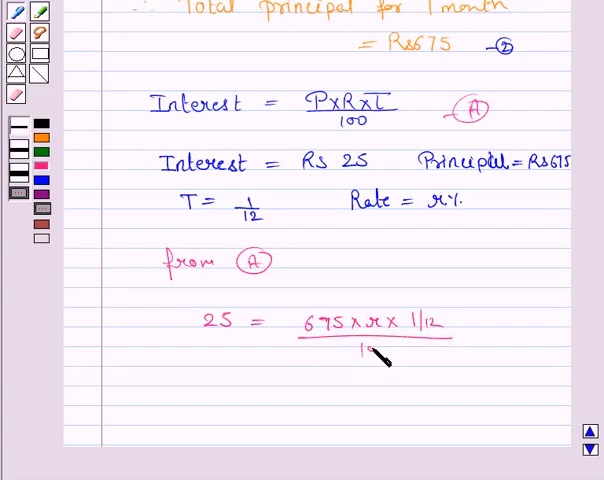 ∴ Total principal for 1 month
= Rs675 -②
Interest = P×R×T/100 -Ⓐ
Interest = Rs 25 Principal = Rs675
T = 1/12 Rate = r%.
from Ⓐ
25 = 675 × r × 1/12
1